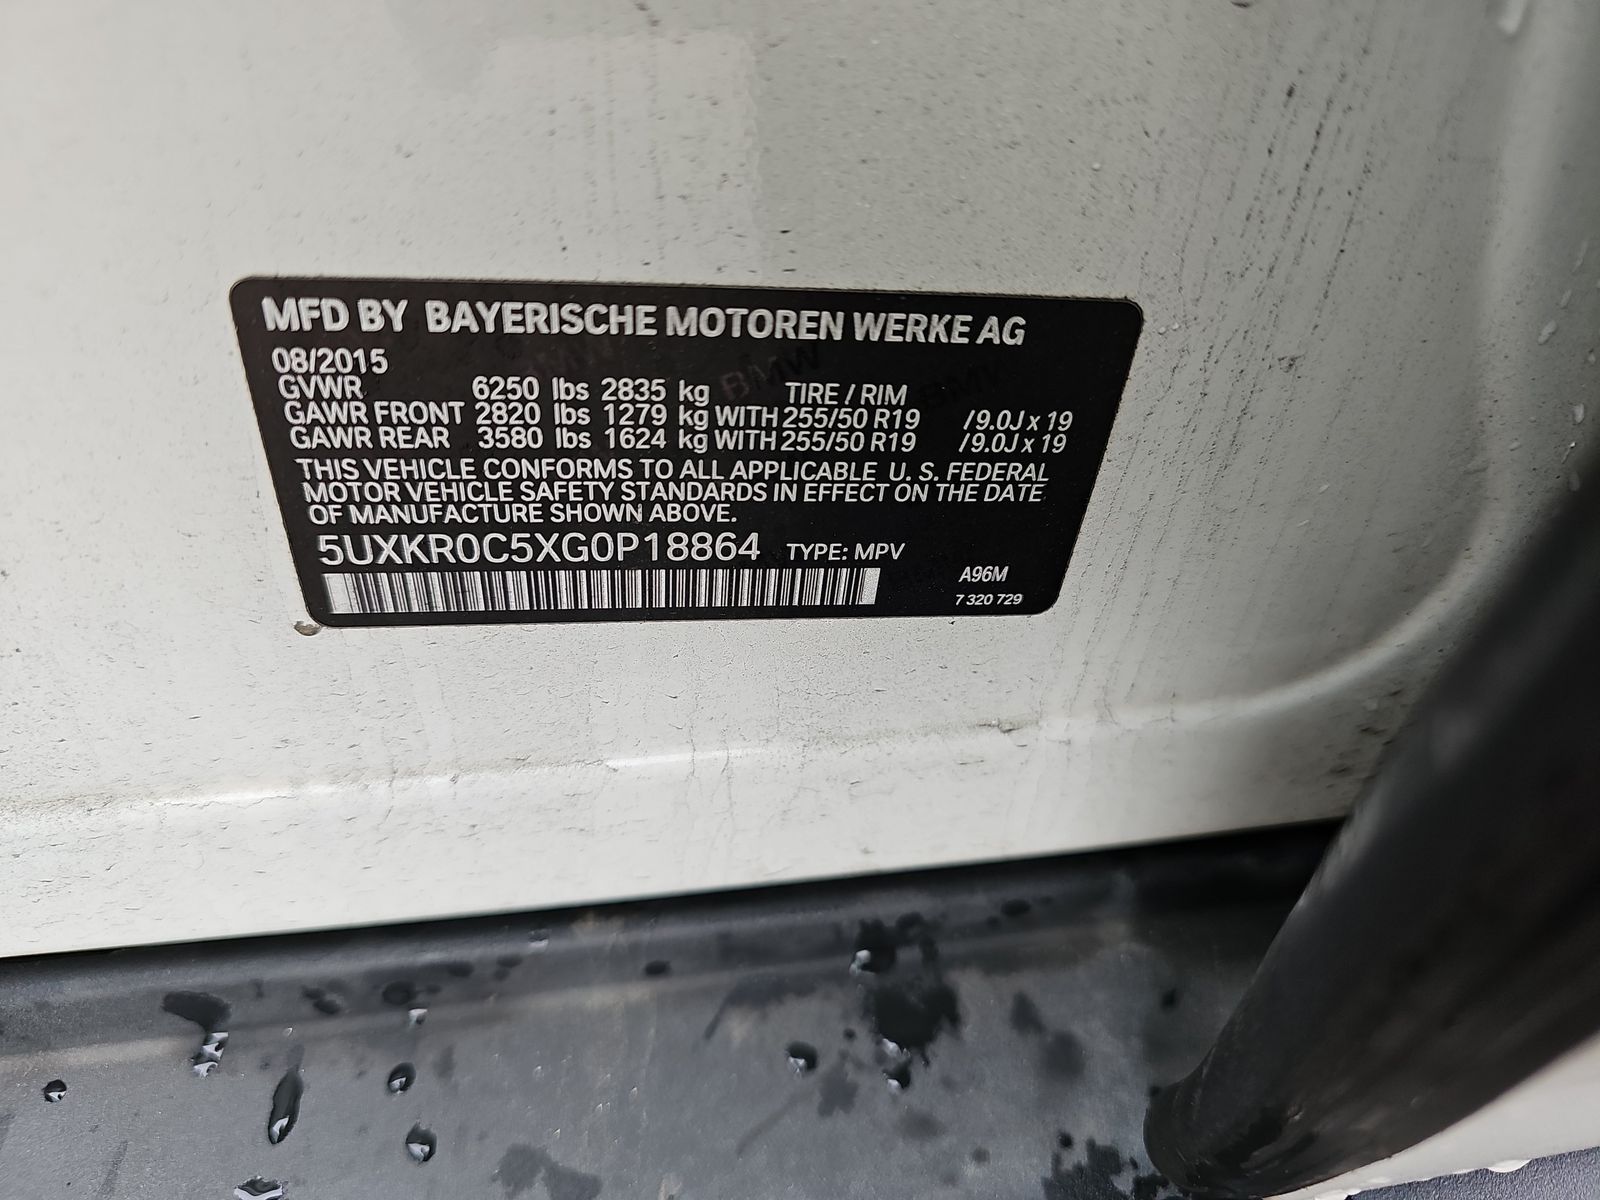 MFD BY BAYERISCHE MOTOREN WERKE AG
08/2015
GVWR 6250 lbs 2835 kg TIRE / RIM
GAWR FRONT 2820 lbs 1279 kg WITH 255/50 R19 /9.0J x 19
GAWR REAR 3580 lbs 1624 kg WITH 255/50 R19 /9.0J x 19
THIS VEHICLE CONFORMS TO ALL APPLICABLE U. S. FEDERAL
MOTOR VEHICLE SAFETY STANDARDS IN EFFECT ON THE DATE
OF MANUFACTURE SHOWN ABOVE.
5UXKR0C5XG0P18864 TYPE: MPV
A96M
7 320 729